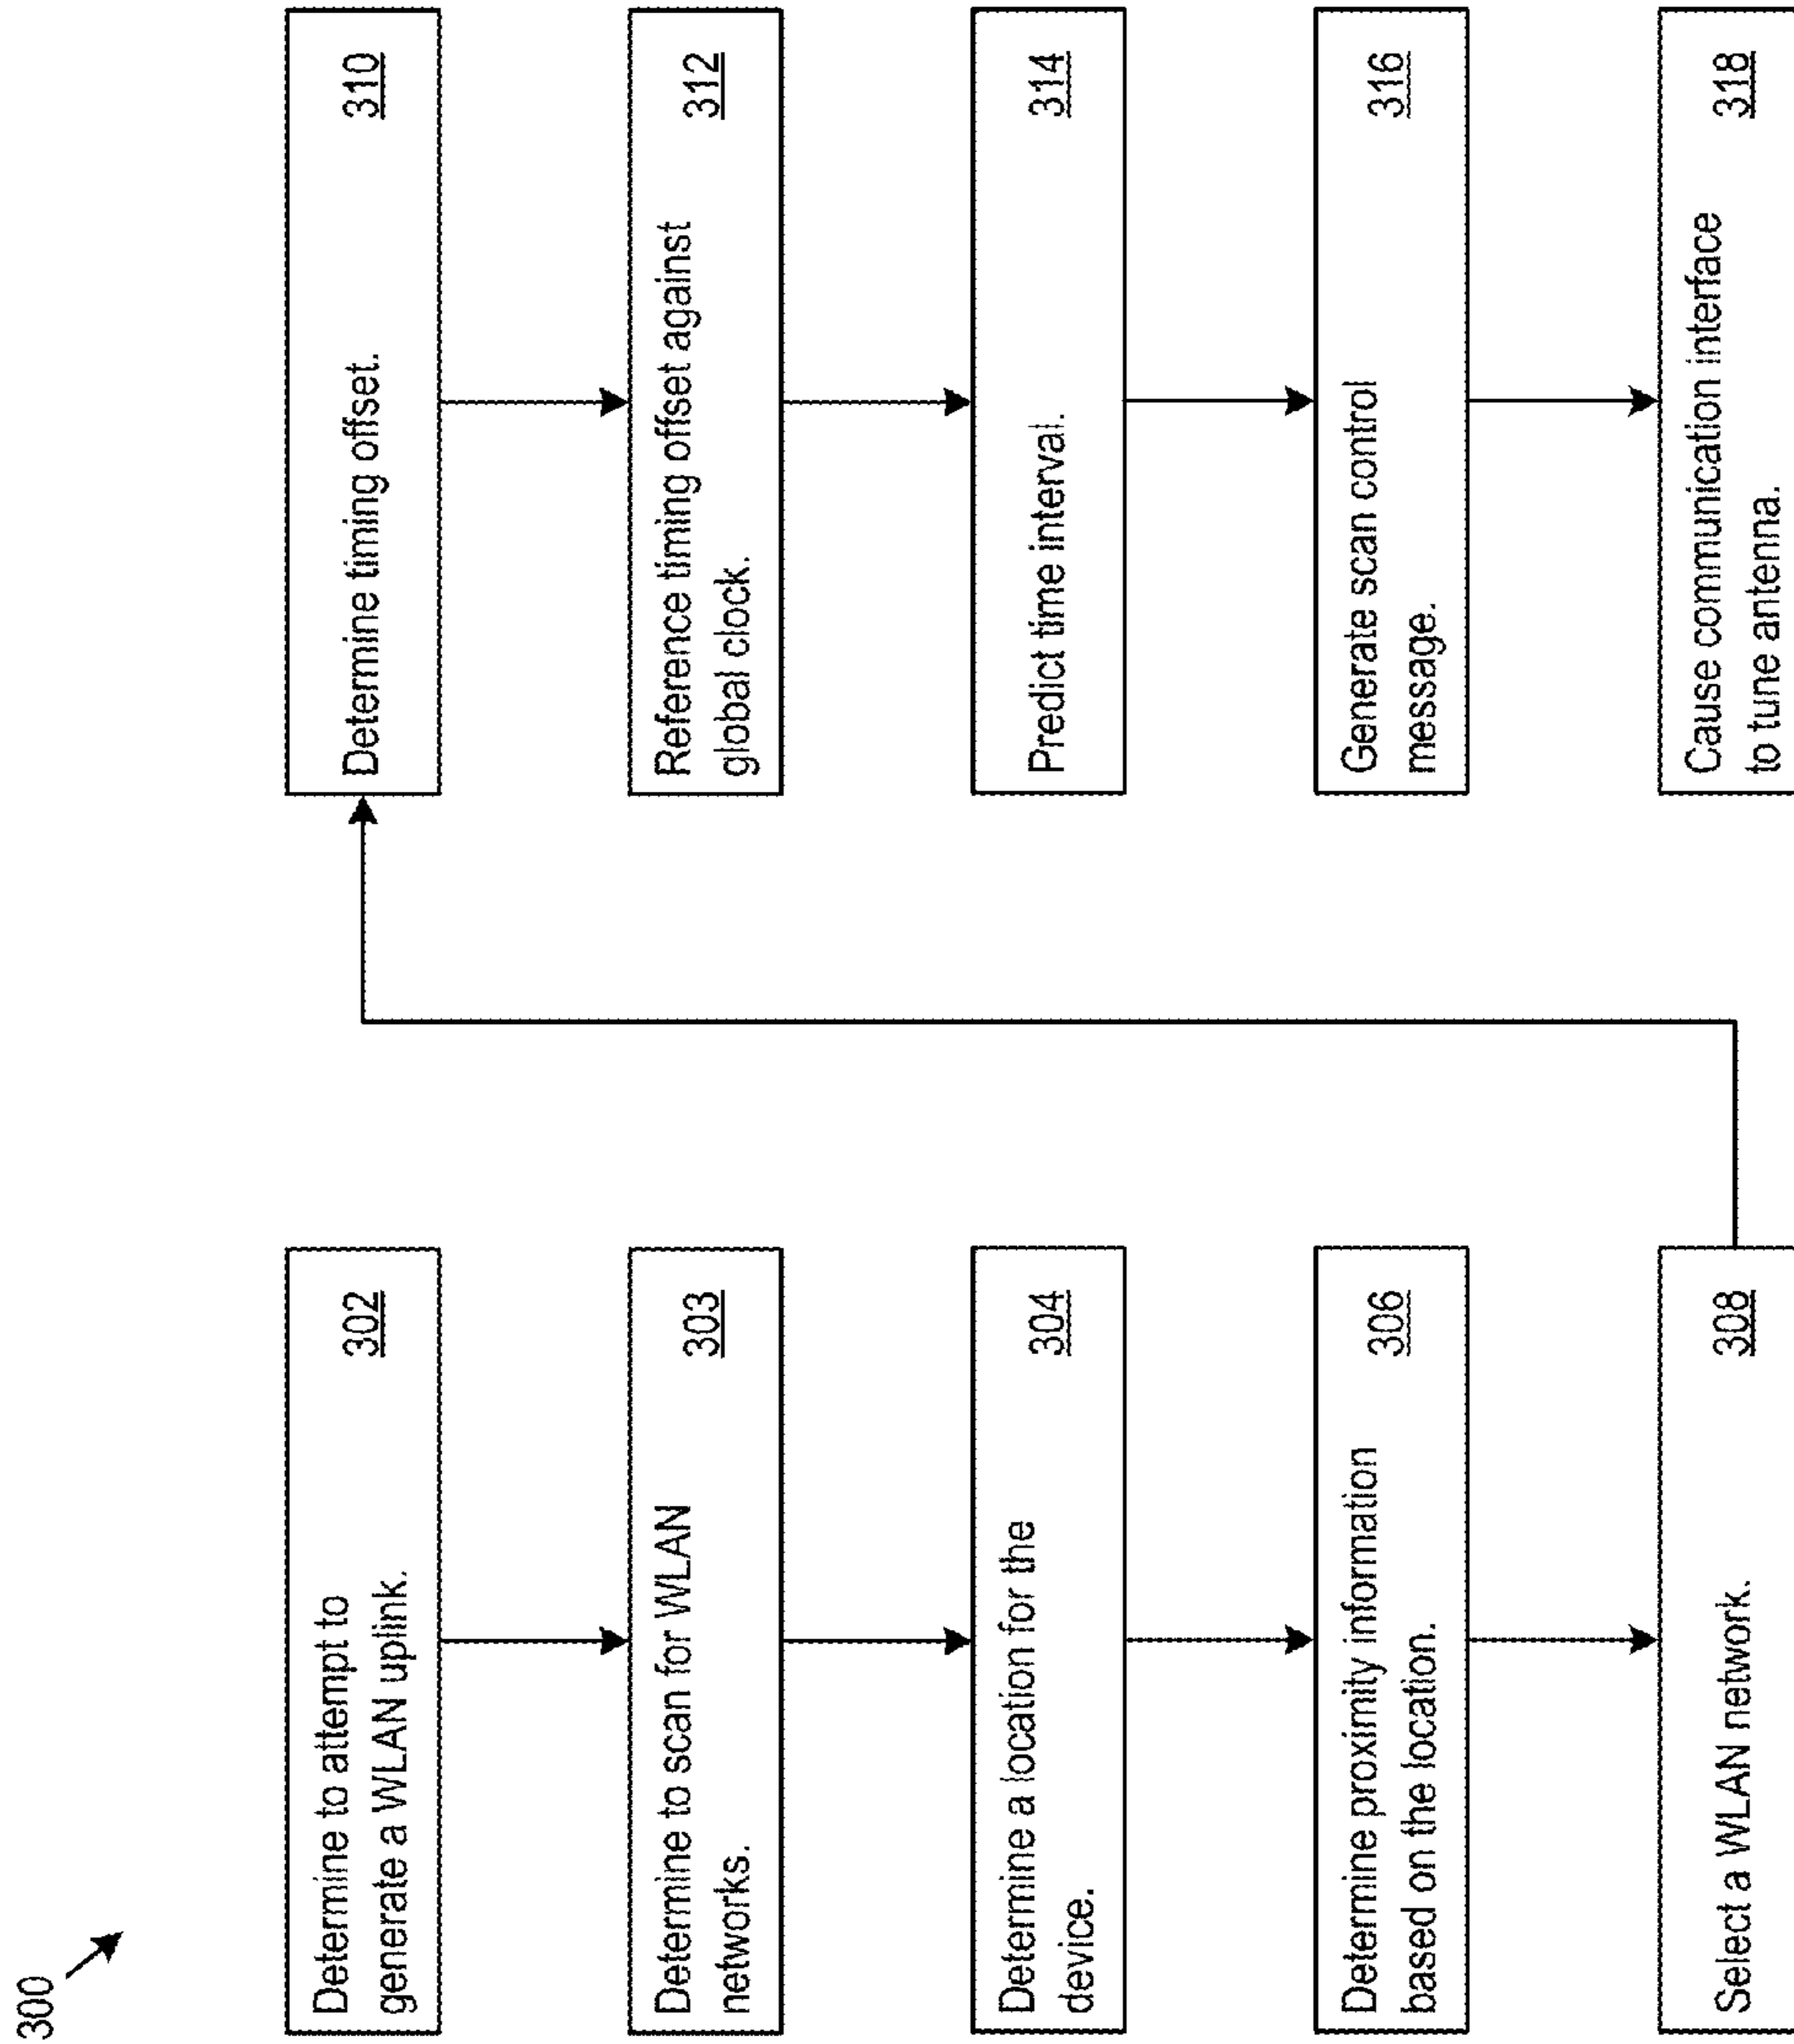 300
Determine to attempt to
generate a WLAN uplink.
302
Determine to scan for WLAN
networks.
303
Determine a location for the
device.
304
Determine proximity information
based on the location.
306
Select a WLAN network.
308
Determine timing offset.
310
Reference timing offset against
global clock.
312
Predict time interval.
314
Generate scan control
message.
316
Cause communication interface
to tune antenna.
318